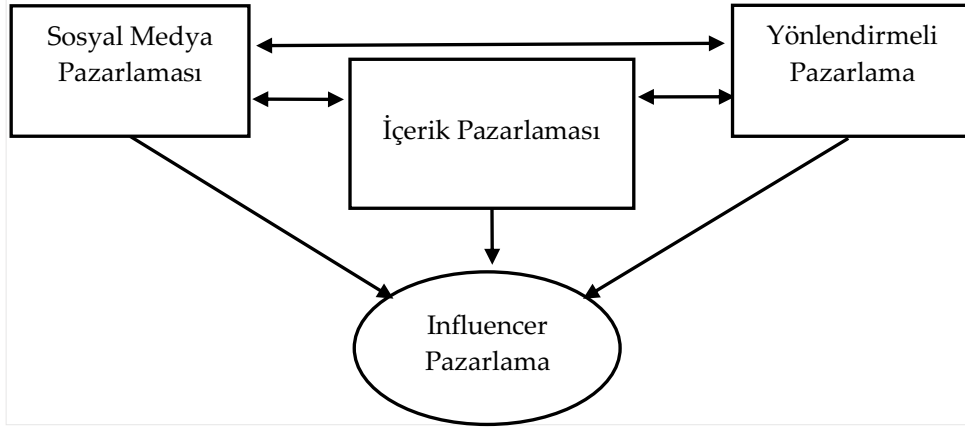 Sosyal Medya
Pazarlaması
Yönlendirmeli
Pazarlama
İçerik Pazarlaması
Influencer
Pazarlama